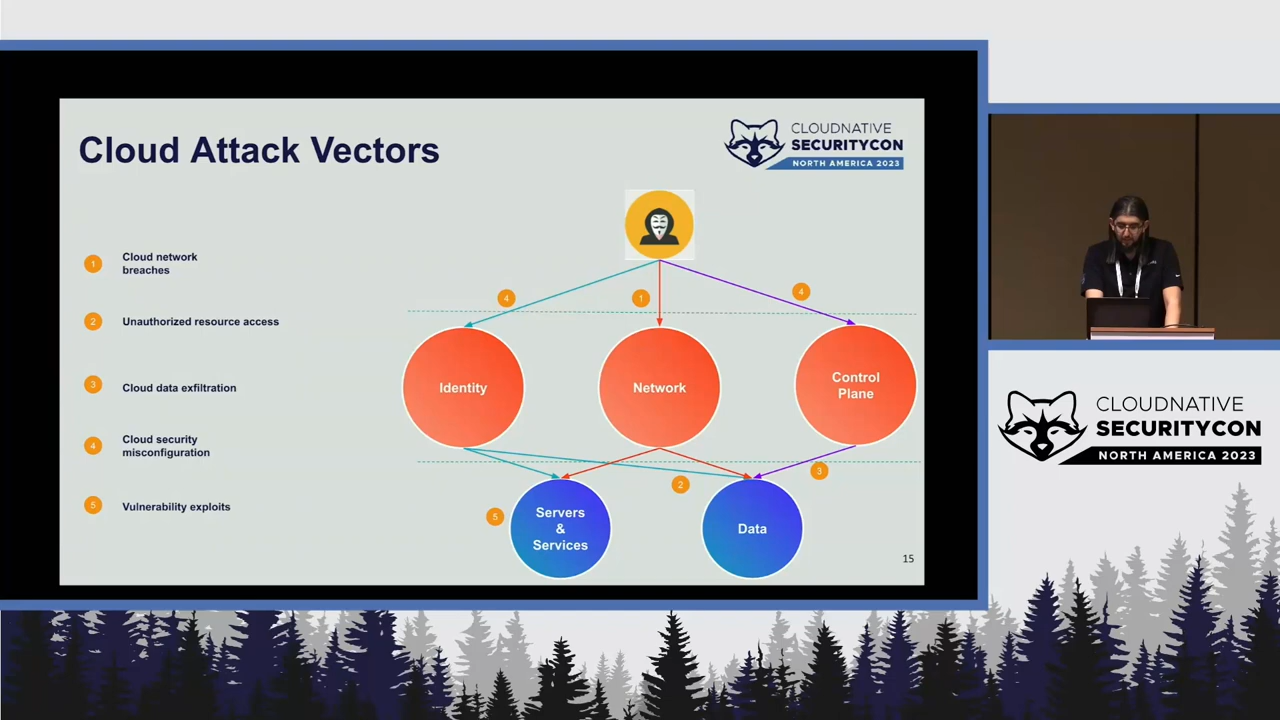 Cloud Attack Vectors
CLOUDNATIVE
SECURITYCON
NORTH AMERICA 2023
1
Cloud network
breaches
2
Unauthorized resource access
3
Cloud data exfiltration
4
Cloud security
misconfiguration
5
Vulnerability exploits
4
1
4
Identity
Network
Control
Plane
2
3
5
Servers
&
Services
Data
15
CLOUDNATIVE
SECURITYCON
NORTH AMERICA 2023